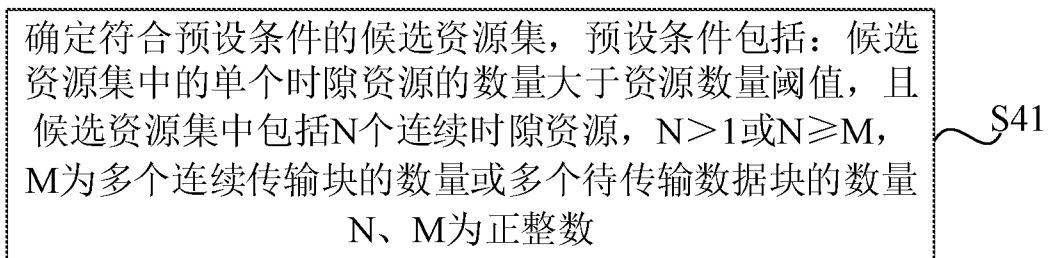 确定符合预设条件的候选资源集，预设条件包括：候选
资源集中的单个时隙资源的数量大于资源数量阈值，且
候选资源集中包括N个连续时隙资源，N＞1或N≥M，
M为多个连续传输块的数量或多个待传输数据块的数量
N、M为正整数
S41